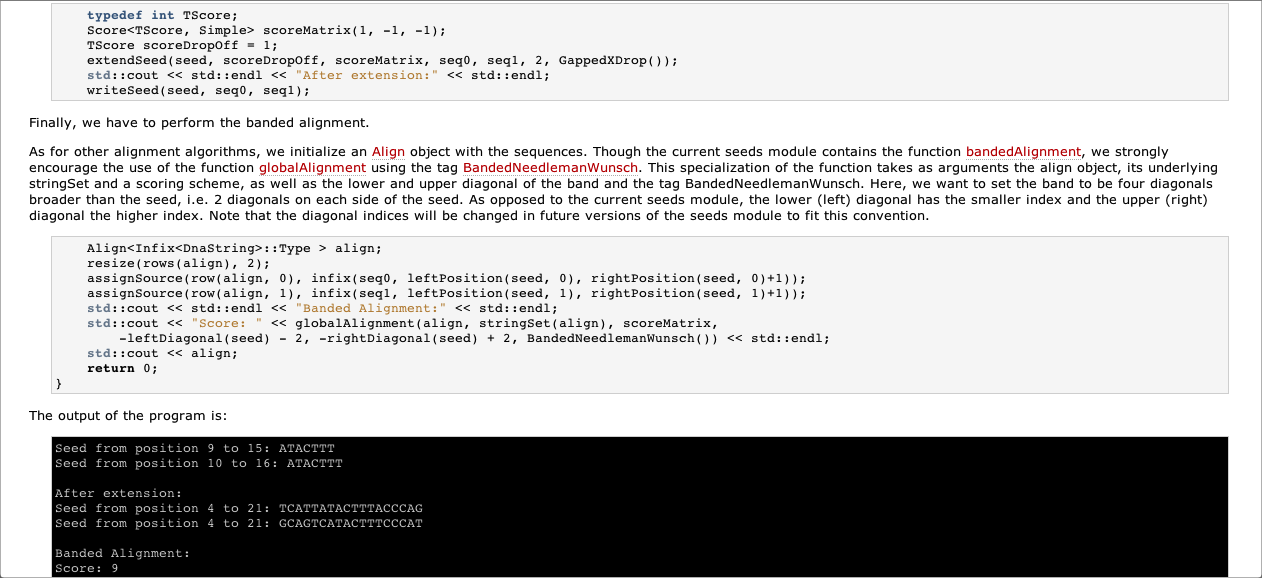 typedef int TScore;
Score<TScore, Simple> scoreMatrix(1, -1, -1);
TScore scoreDropOff = 1;
extendSeed(seed, scoreDropOff, scoreMatrix, seq0, seq1, 2, GappedXDrop());
std::cout << std::endl << "After extension:" << std::endl;
writeSeed(seed, seq0, seq1);
Finally, we have to perform the banded alignment.
As for other alignment algorithms, we initialize an Align object with the sequences. Though the current seeds module contains the function bandedAlignment, we strongly
encourage the use of the function globalAlignment using the tag BandedNeedlemanWunsch. This specialization of the function takes as arguments the align object, its underlying
stringSet and a scoring scheme, as well as the lower and upper diagonal of the band and the tag BandedNeedlemanWunsch. Here, we want to set the band to be four diagonals
broader than the seed, i.e. 2 diagonals on each side of the seed. As opposed to the current seeds module, the lower (left) diagonal has the smaller index and the upper (right)
diagonal the higher index. Note that the diagonal indices will be changed in future versions of the seeds module to fit this convention.
Align<Infix<DnaString>::Type > align;
resize(rows(align), 2);
assignSource(row(align, 0), infix(seq0, leftPosition(seed, 0), rightPosition(seed, 0)+1));
assignSource(row(align, 1), infix(seq1, leftPosition(seed, 1), rightPosition(seed, 1)+1));
std::cout << std::endl << "Banded Alignment:" << std::endl;
std::cout << "Score: " << globalAlignment(align, stringSet(align), scoreMatrix,
-leftDiagonal(seed) - 2, -rightDiagonal(seed) + 2, BandedNeedlemanWunsch()) << std::endl;
std::cout << align;
return 0;
}
The output of the program is:
Seed from position 9 to 15: ATACTTT
Seed from position 10 to 16: ATACTTT
After extension:
Seed from position 4 to 21: TCATTATACTTTACCCAG
Seed from position 4 to 21: GCAGTCATACTTTCCCAT
Banded Alignment:
Score: 9